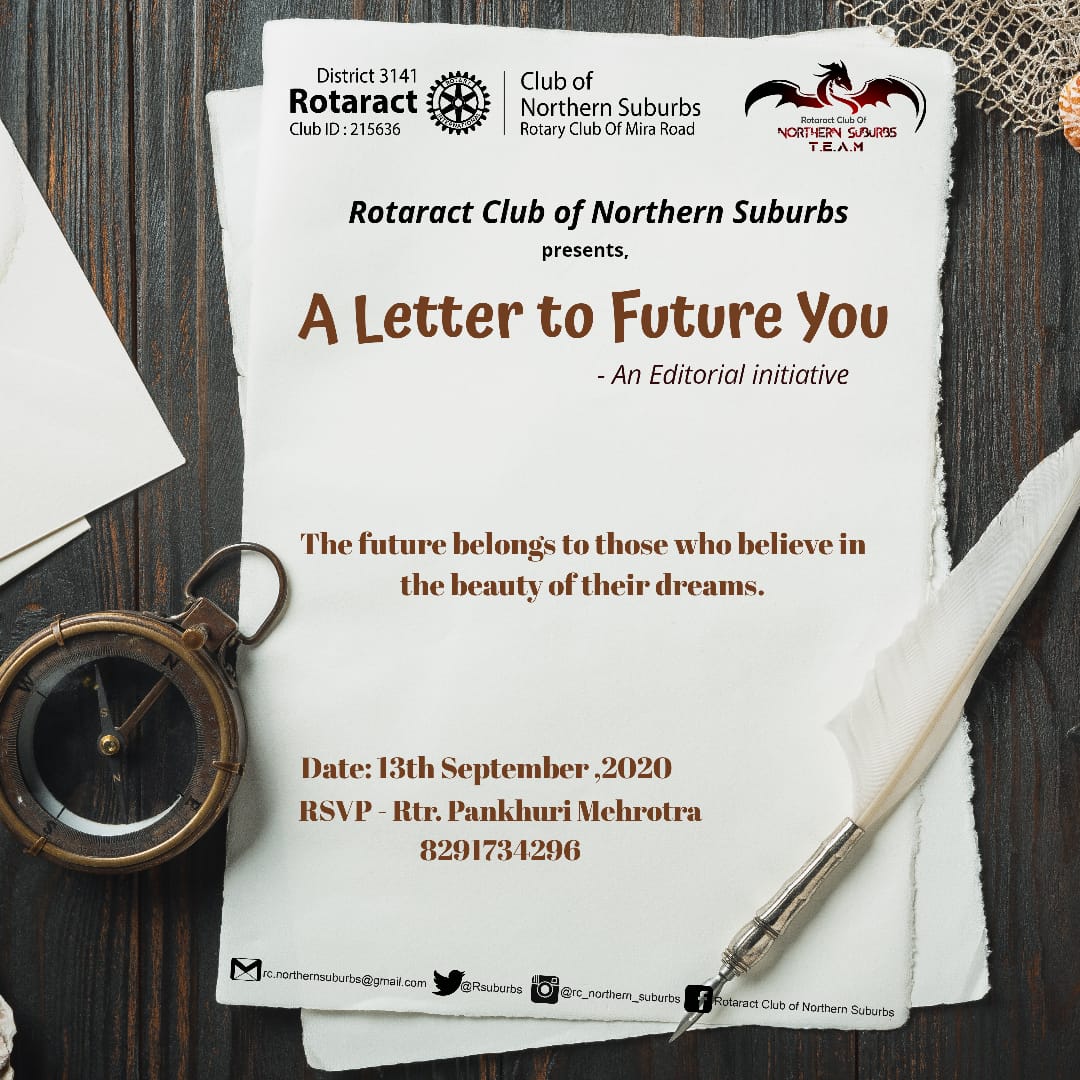 District 3141
Rotaract
Club ID : 215636
ROTARY
INTERNATIONAL
Club of
Northern Suburbs
Rotary Club Of Mira Road
Rotaract Club Of
NORTHERN SUBURBS
T.E.A.M
Rotaract Club of Northern Suburbs
presents,
A Letter to Future You
- An Editorial initiative
The future belongs to those who believe in
the beauty of their dreams.
N
W
S
N
S
Date: 13th September ,2020
RSVP - Rtr. Pankhuri Mehrotra
8291734296
rc.northernsuburbs@gmail.com
@Rsuburbs
@rc_northern_suburbs
Rotaract Club of Northern Suburbs